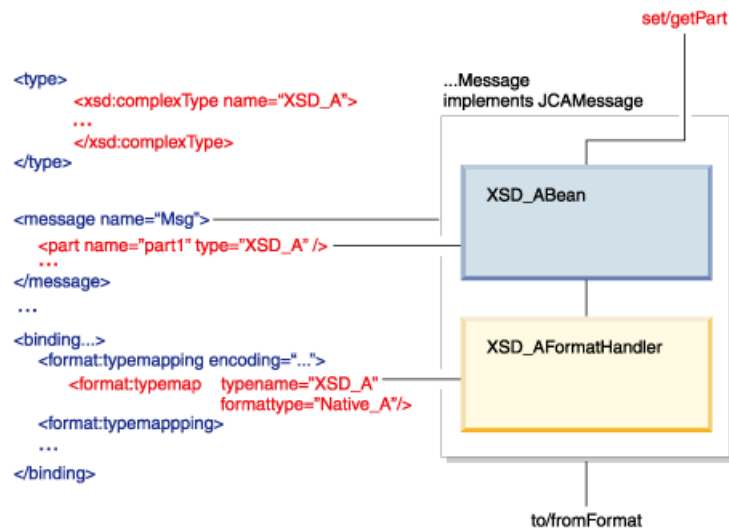 set/getPart
<type>
<xsd:complexType name="XSD_A">
...
</xsd:complexType>
</type>
...Message
implements JCAMessage
XSD_ABean
<message name="Msg">
<part name="part1" type="XSD_A" />
...
</message>
...
<binding...>
<format:typemapping encoding="...">
<format:typemap typename="XSD_A"
formattype="Native_A"/>
<format:typemappping>
...
</binding>
XSD_AFormatHandler
to/fromFormat